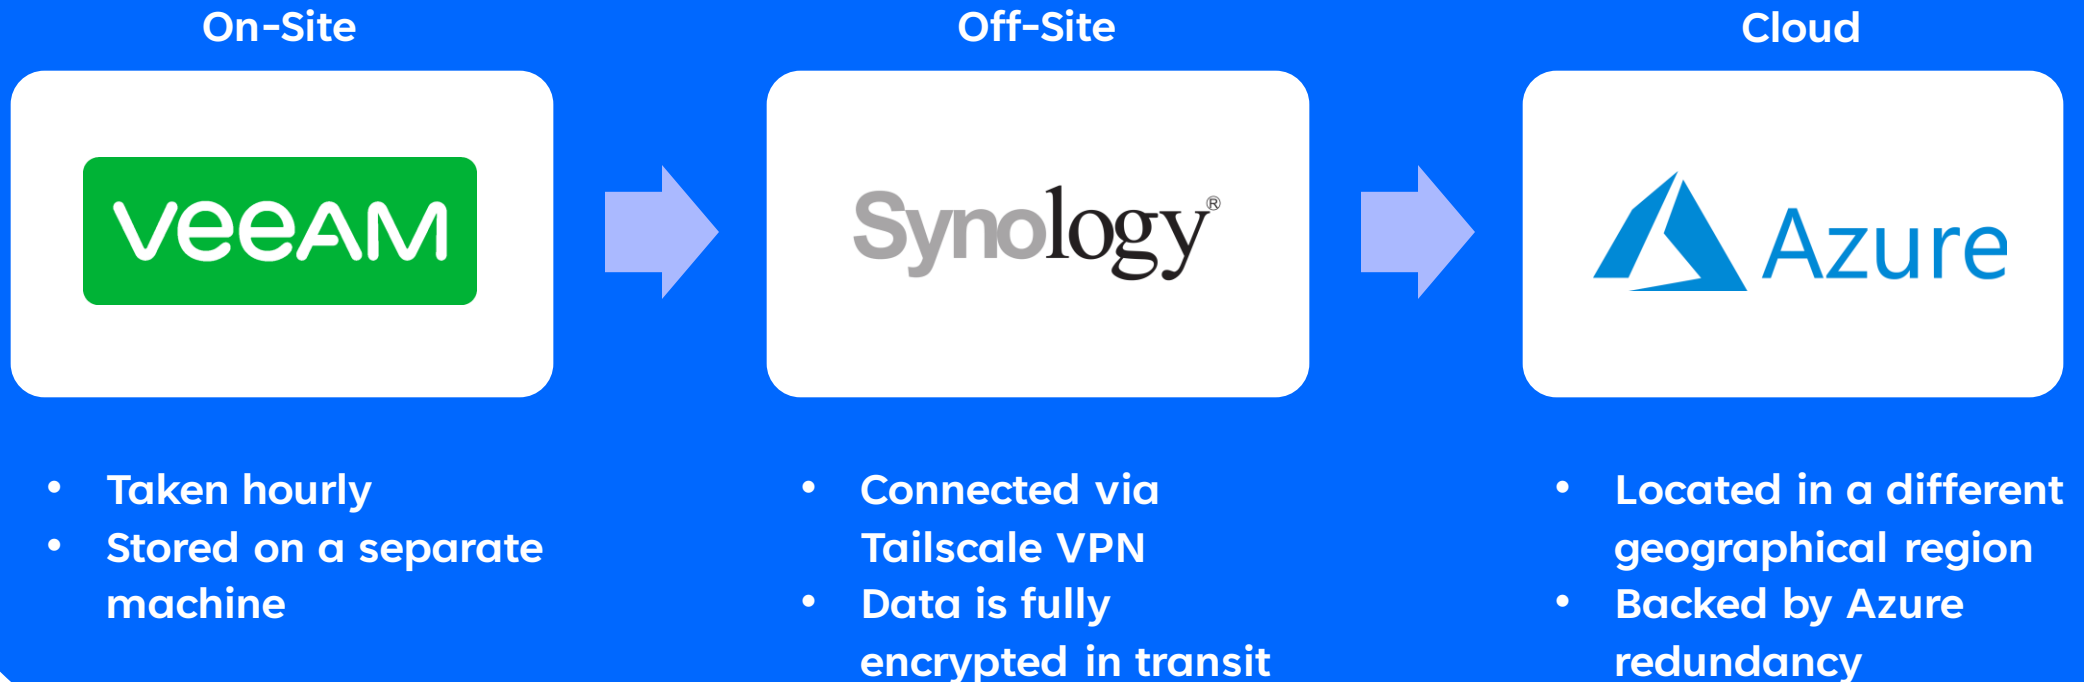 On-Site
Off-Site
Cloud
veeAM
Synology®
Azure
• Taken hourly
• Stored on a separate
machine
• Connected via
Tailscale VPN
• Data is fully
encrypted in transit
• Located in a different
geographical region
• Backed by Azure
redundancy